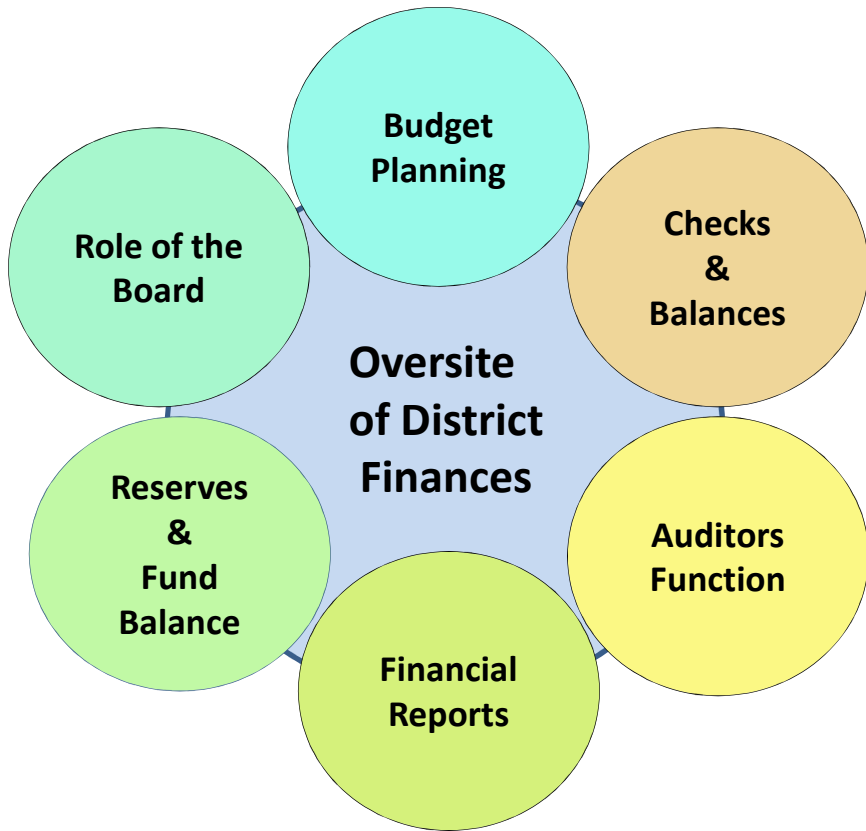 Budget
Planning
Checks
&
Balances
Role of the
Board
Oversite
of District
Finances
Reserves
&
Fund
Balance
Auditors
Function
Financial
Reports